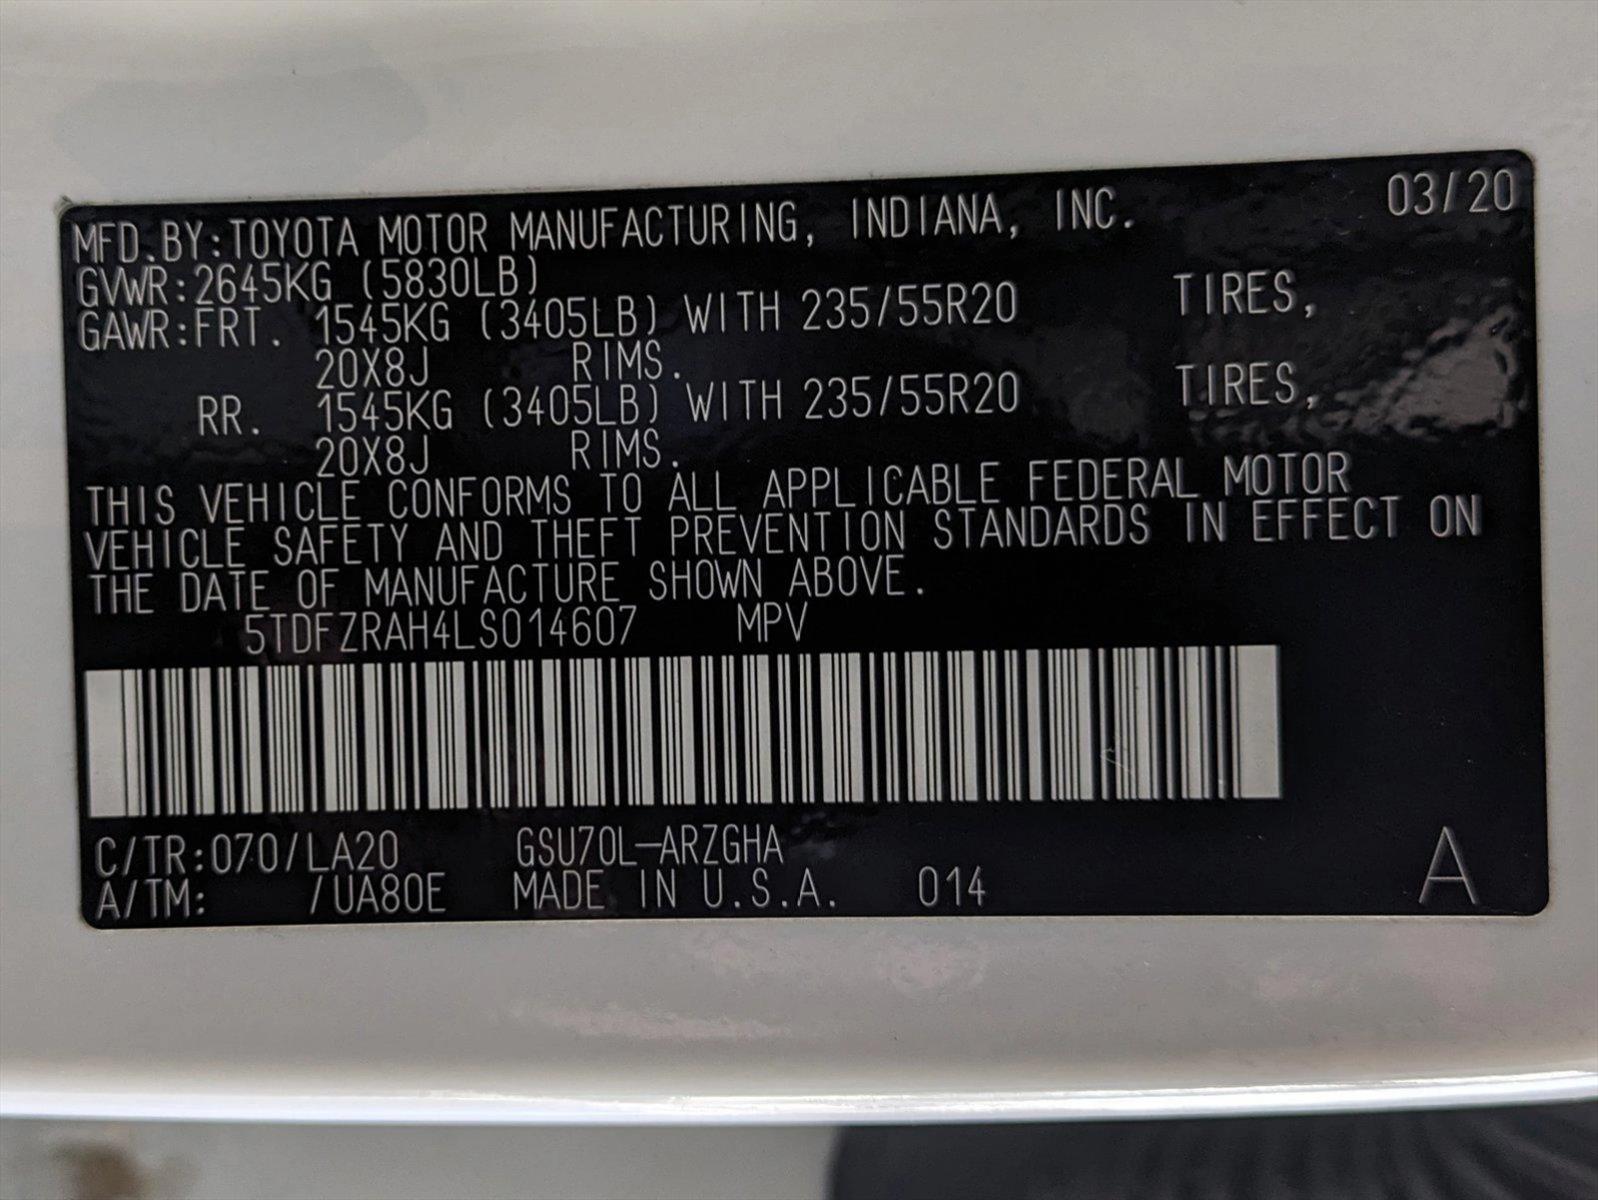 MFD.BY:TOYOTA MOTOR MANUFACTURING, INDIANA, INC. 03/20
GVWR:2645KG (5830LB)
GAWR:FRT. 1545KG (3405LB) WITH 235/55R20 TIRES,
20X8J RIMS.
RR. 1545KG (3405LB) WITH 235/55R20 TIRES,
20X8J RIMS.
THIS VEHICLE CONFORMS TO ALL APPLICABLE FEDERAL MOTOR
VEHICLE SAFETY AND THEFT PREVENTION STANDARDS IN EFFECT ON
THE DATE OF MANUFACTURE SHOWN ABOVE.
5TDFZRAH4LS014607 MPV
C/TR:070/LA20 GSU70L-ARZGHA
A/TM: /UA80E MADE IN U.S.A. 014 A